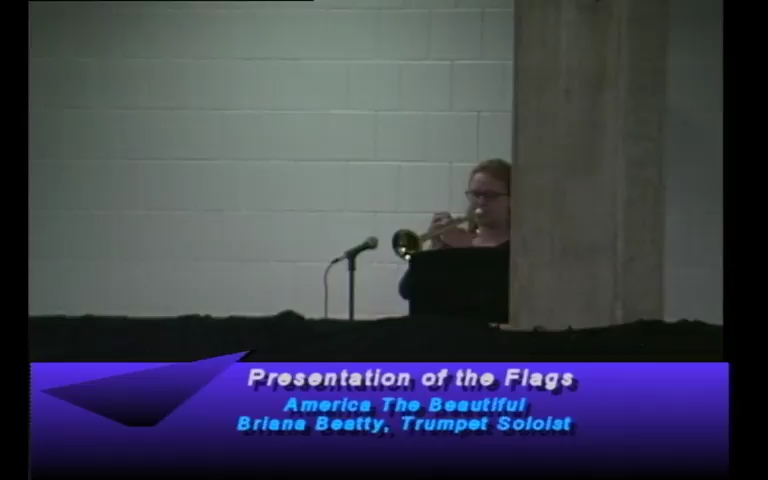 Presentation of the Flags
America The Beautiful
Briana Beatty, Trumpet Soloist